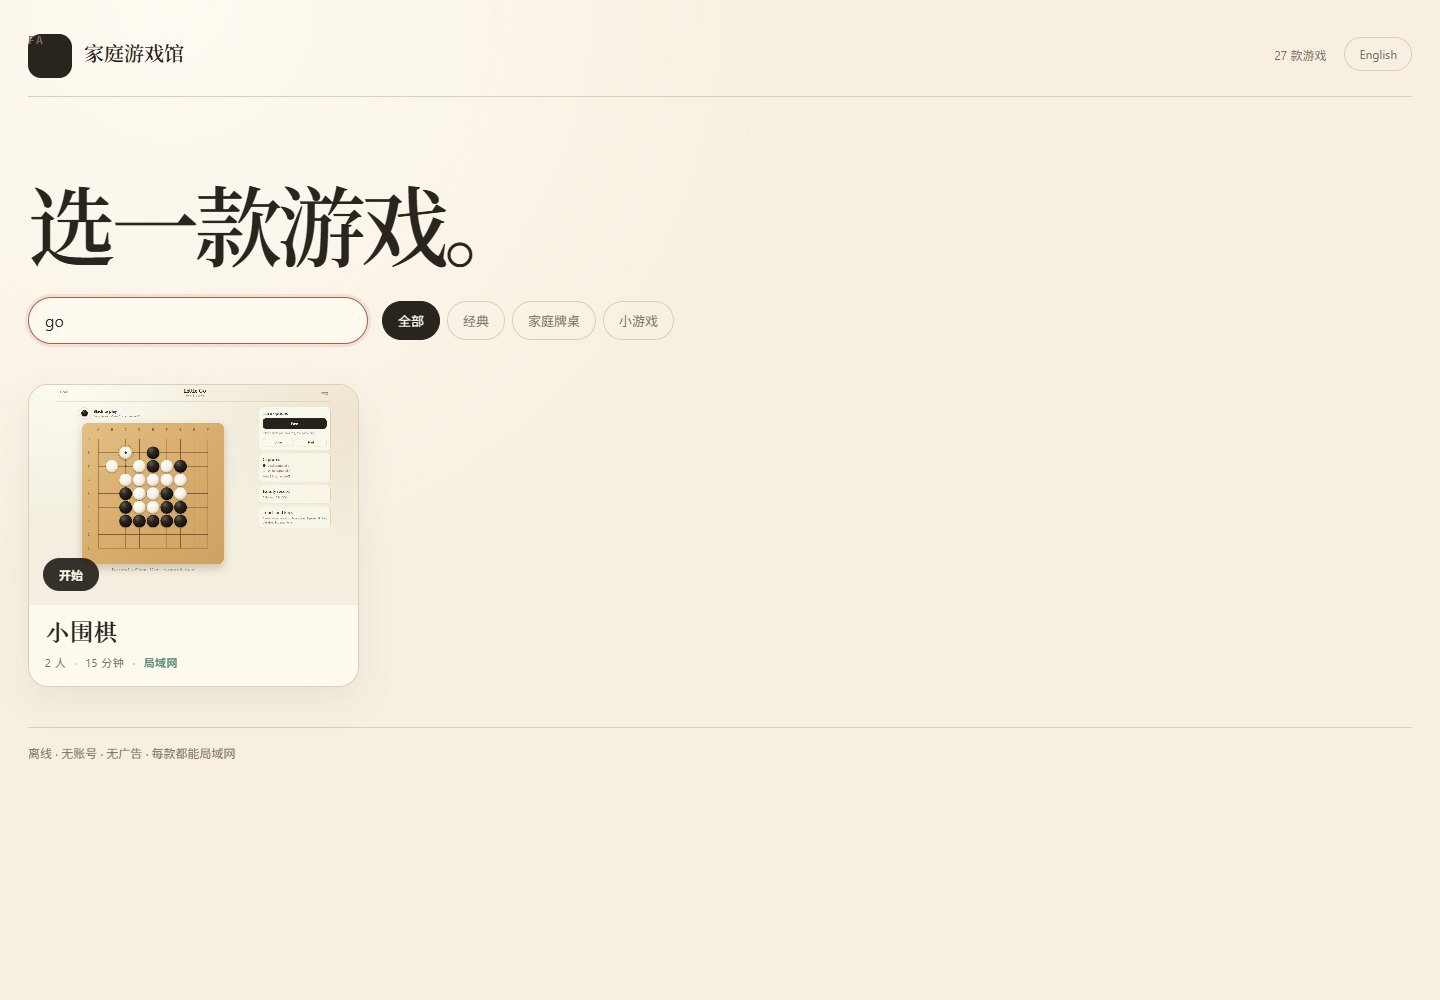 FA
家庭游戏馆
27 款游戏
English
选一款游戏。
go
全部
经典
家庭牌桌
小游戏
Little Go
Black to play
开始
小围棋
2 人 · 15 分钟 · 局域网
离线 · 无账号 · 无广告 · 每款都能局域网